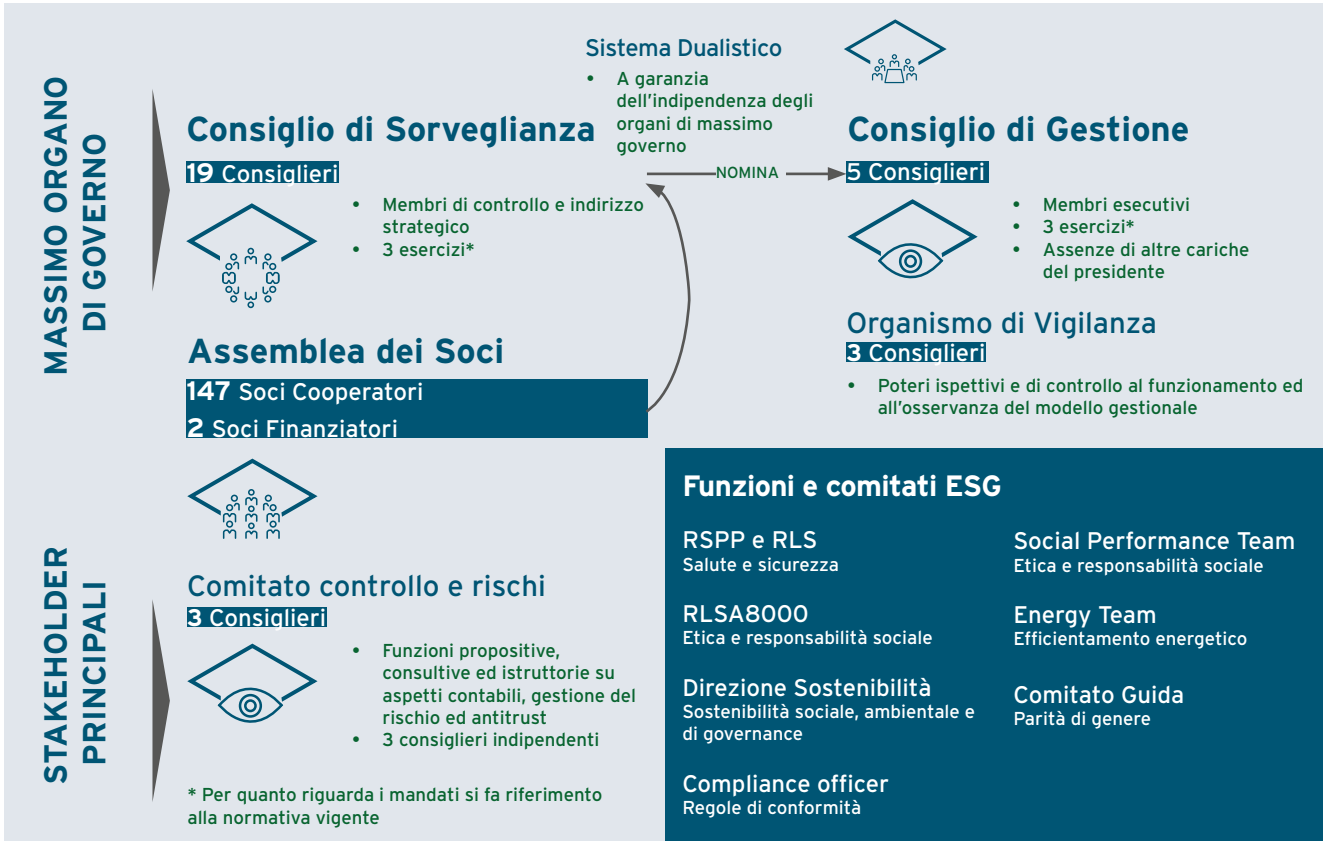 MASSIMO ORGANO
DI GOVERNO
Consiglio di Sorveglianza
19 Consiglieri
• Membri di controllo e indirizzo
strategico
• 3 esercizi*
Sistema Dualistico
• A garanzia
dell'indipendenza degli
organi di massimo
governo
NOMINA
Consiglio di Gestione
5 Consiglieri
• Membri esecutivi
• 3 esercizi*
• Assenze di altre cariche
del presidente
Organismo di Vigilanza
3 Consiglieri
• Poteri ispettivi e di controllo al funzionamento ed
all'osservanza del modello gestionale
Assemblea dei Soci
147 Soci Cooperatori
2 Soci Finanziatori
STAKEHOLDER
PRINCIPALI
Comitato controllo e rischi
3 Consiglieri
• Funzioni propositive,
consultive ed istruttorie su
aspetti contabili, gestione del
rischio ed antitrust
• 3 consiglieri indipendenti
* Per quanto riguarda i mandati si fa riferimento
alla normativa vigente
Funzioni e comitati ESG
RSPP e RLS
Salute e sicurezza
RLSA8000
Etica e responsabilità sociale
Direzione Sostenibilità
Sostenibilità sociale, ambientale e
di governance
Compliance officer
Regole di conformità
Social Performance Team
Etica e responsabilità sociale
Energy Team
Efficientamento energetico
Comitato Guida
Parità di genere